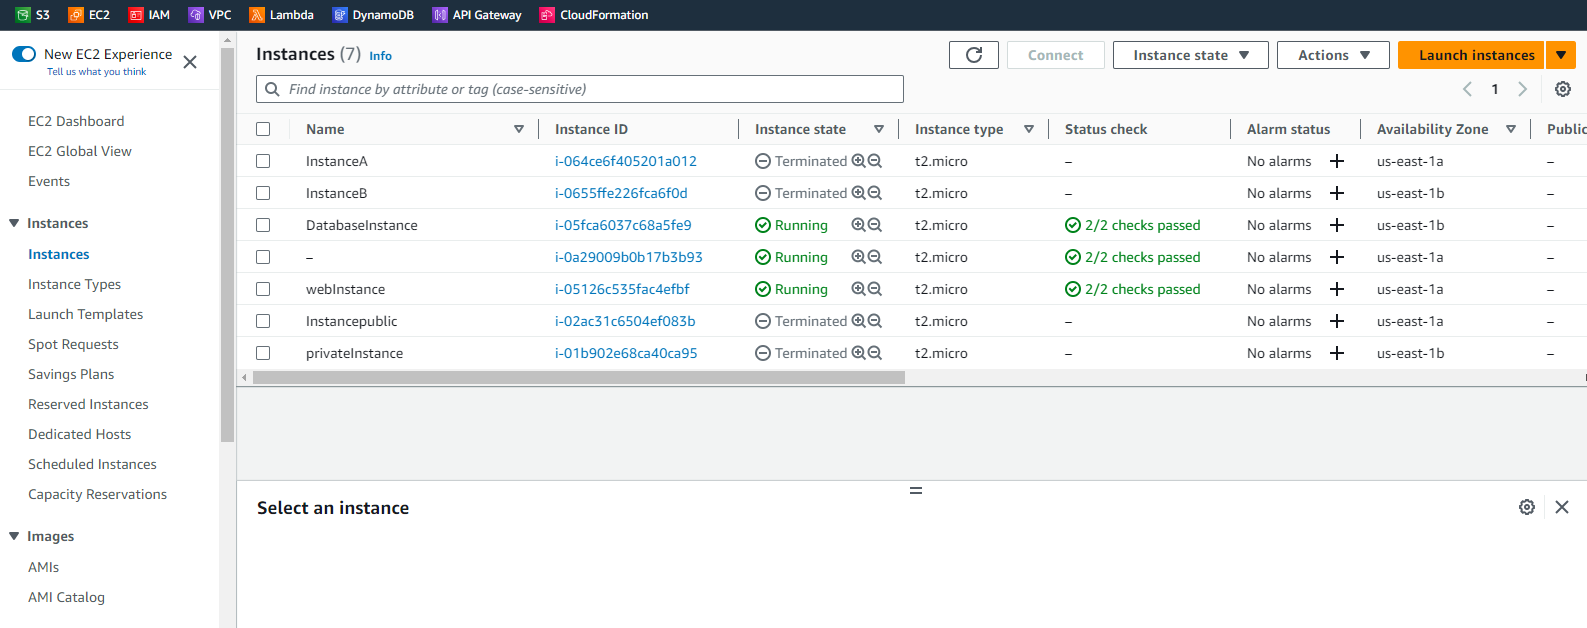 S3 EC2 IAM VPC Lambda DynamoDB API Gateway CloudFormation
New EC2 Experience
Tell us what you think
EC2 Dashboard
EC2 Global View
Events
Instances
Instances
Instance Types
Launch Templates
Spot Requests
Savings Plans
Reserved Instances
Dedicated Hosts
Scheduled Instances
Capacity Reservations
Images
AMIs
AMI Catalog
Instances (7) Info
Connect Instance state Actions Launch instances
Find instance by attribute or tag (case-sensitive)
1
Name Instance ID Instance state Instance type Status check Alarm status Availability Zone Public
InstanceA i-064ce6f405201a012 Terminated t2.micro – No alarms + us-east-1a –
InstanceB i-0655ffe226fca6f0d Terminated t2.micro – No alarms + us-east-1b –
DatabaseInstance i-05fca6037c68a5fe9 Running t2.micro 2/2 checks passed No alarms + us-east-1b –
– i-0a29009b0b17b3b93 Running t2.micro 2/2 checks passed No alarms + us-east-1a –
webInstance i-05126c535fac4efbf Running t2.micro 2/2 checks passed No alarms + us-east-1a –
Instancepublic i-02ac31c6504ef083b Terminated t2.micro – No alarms + us-east-1a –
privateInstance i-01b902e68ca40ca95 Terminated t2.micro – No alarms + us-east-1b –
Select an instance